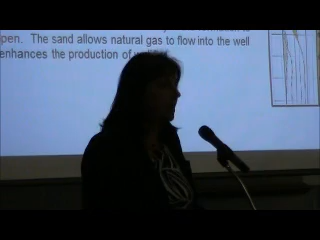 open. The sand allows natural gas to flow into the well
enhances the production of